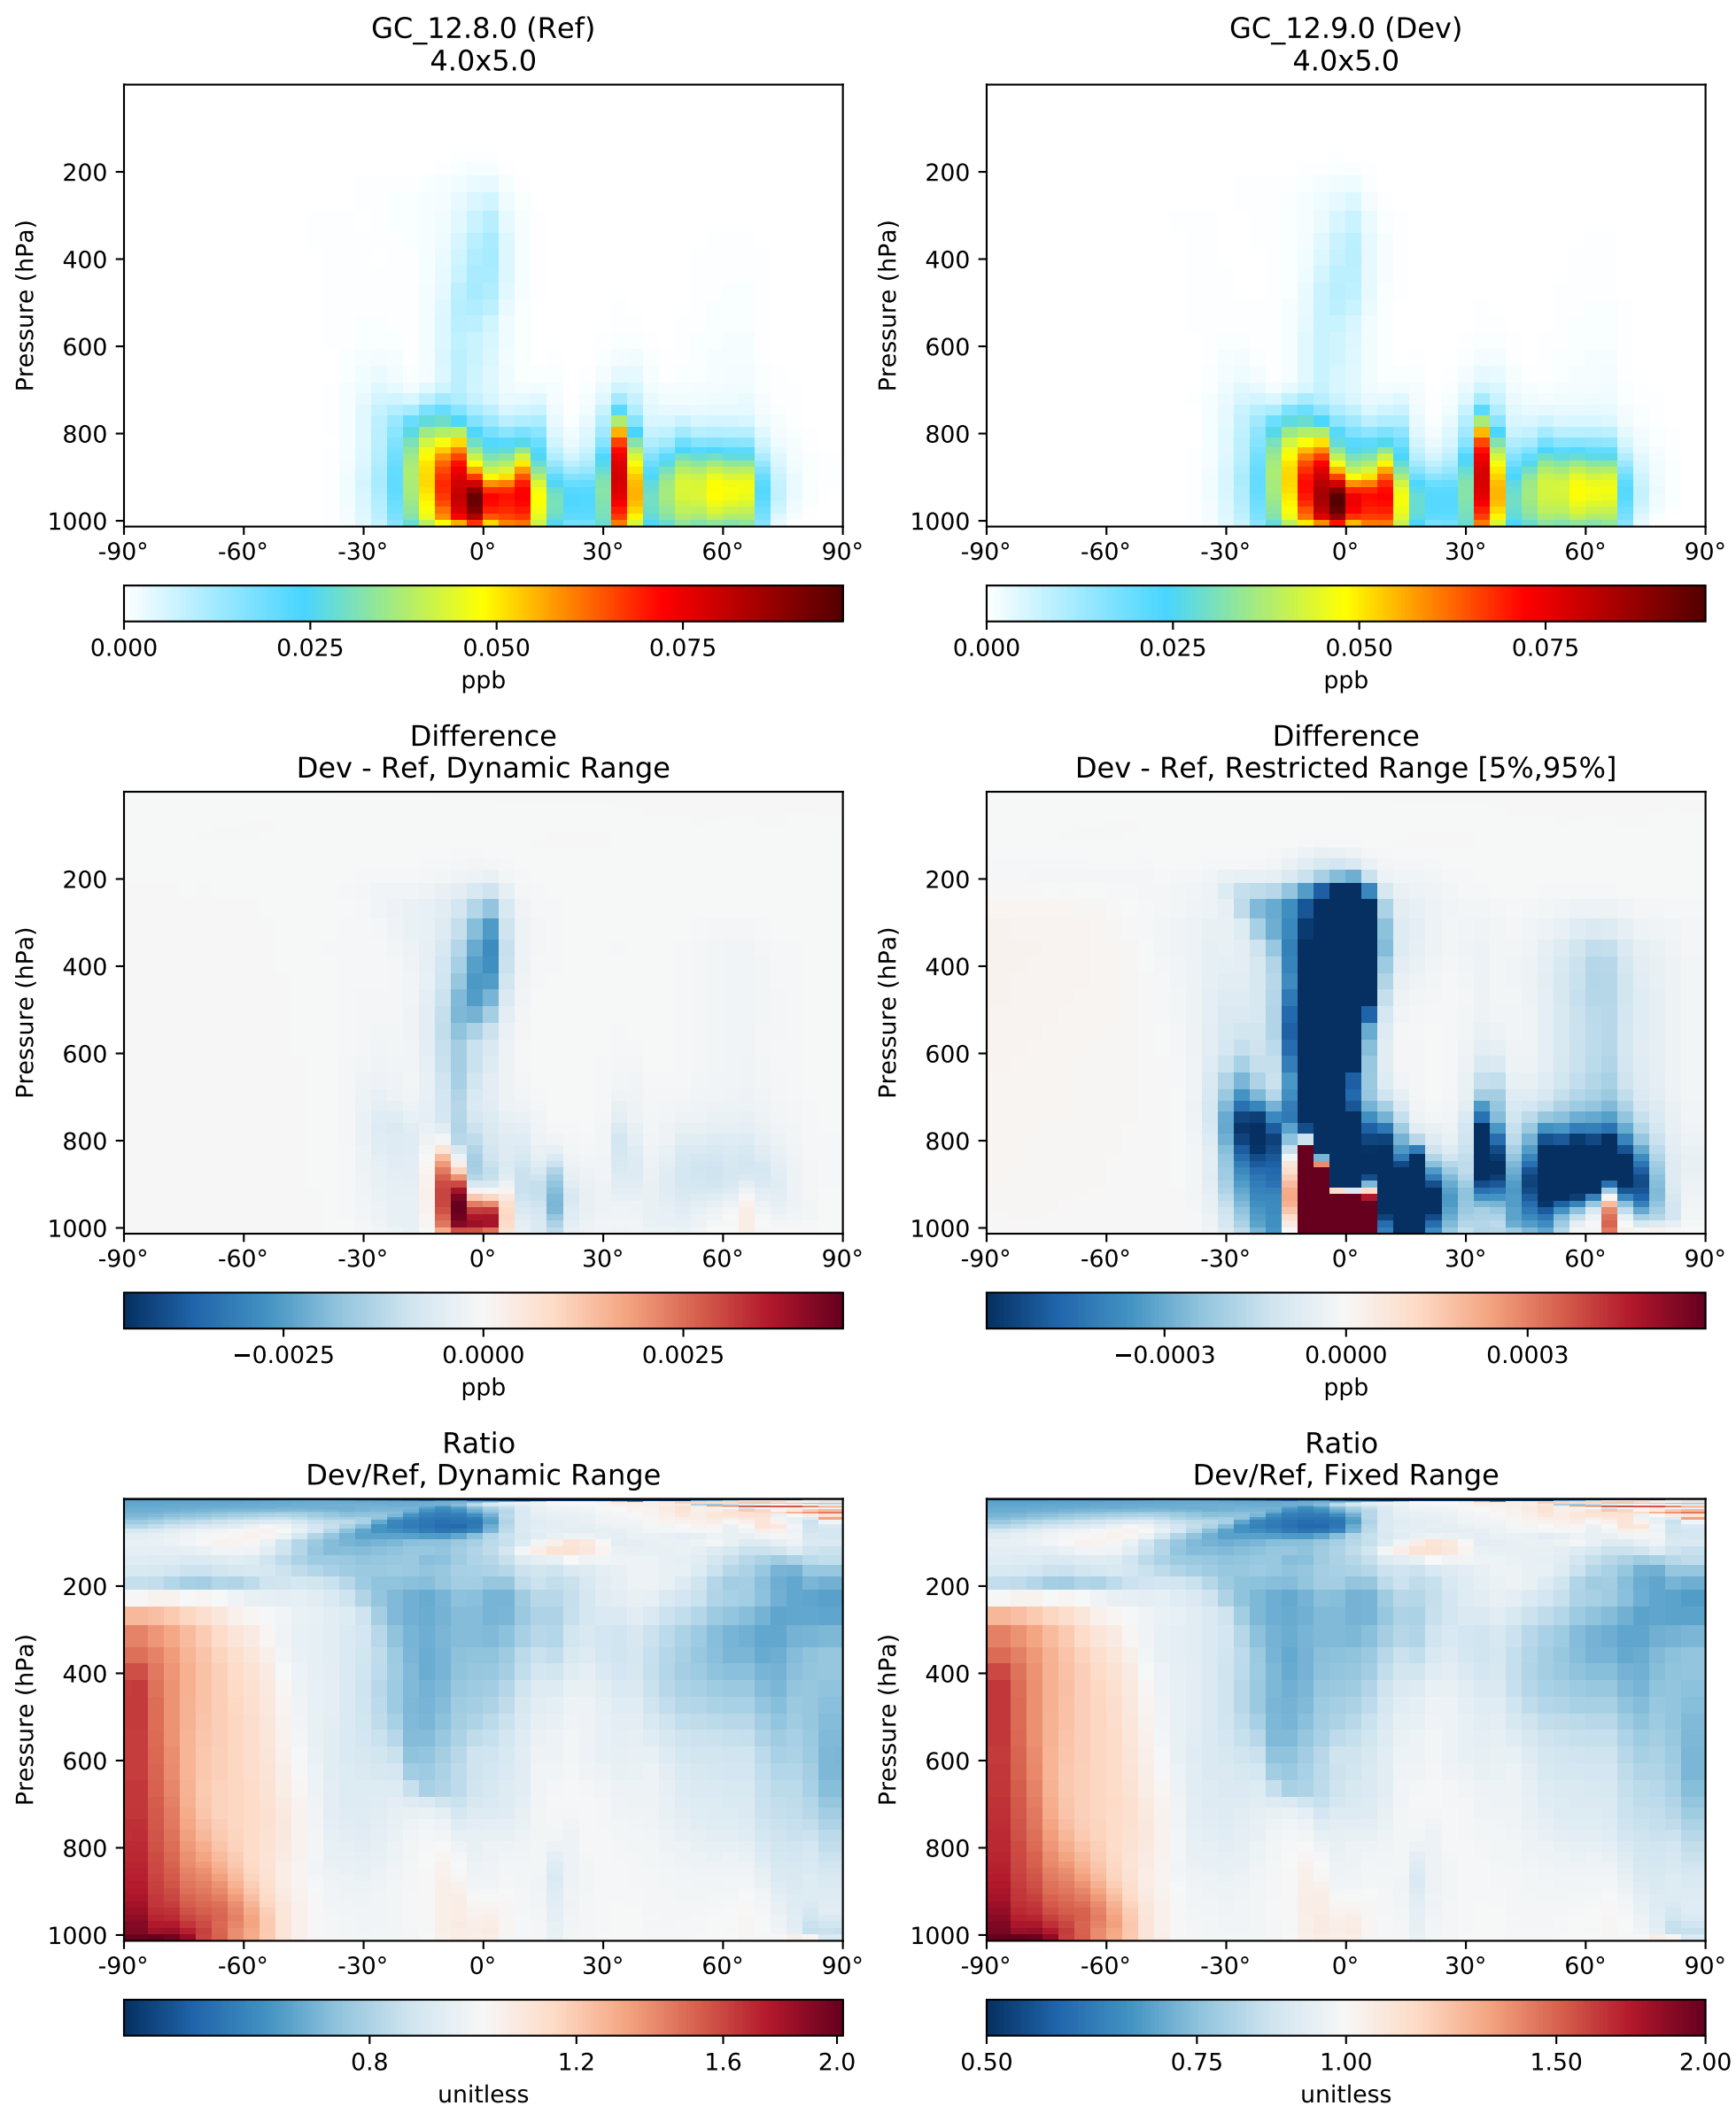 GC_12.8.0 (Ref)
4.0x5.0
Pressure (hPa)
200
400
600
800
1000
-90° -60° -30° 0° 30° 60° 90°
0.000 0.025 0.050 0.075
ppb
GC_12.9.0 (Dev)
4.0x5.0
Pressure (hPa)
200
400
600
800
1000
-90° -60° -30° 0° 30° 60° 90°
0.000 0.025 0.050 0.075
ppb
Difference
Dev - Ref, Dynamic Range
Pressure (hPa)
200
400
600
800
1000
-90° -60° -30° 0° 30° 60° 90°
−0.0025 0.0000 0.0025
ppb
Difference
Dev - Ref, Restricted Range [5%,95%]
Pressure (hPa)
200
400
600
800
1000
-90° -60° -30° 0° 30° 60° 90°
−0.0003 0.0000 0.0003
ppb
Ratio
Dev/Ref, Dynamic Range
Pressure (hPa)
200
400
600
800
1000
-90° -60° -30° 0° 30° 60° 90°
0.8 1.2 1.6 2.0
unitless
Ratio
Dev/Ref, Fixed Range
Pressure (hPa)
200
400
600
800
1000
-90° -60° -30° 0° 30° 60° 90°
0.50 0.75 1.00 1.50 2.00
unitless